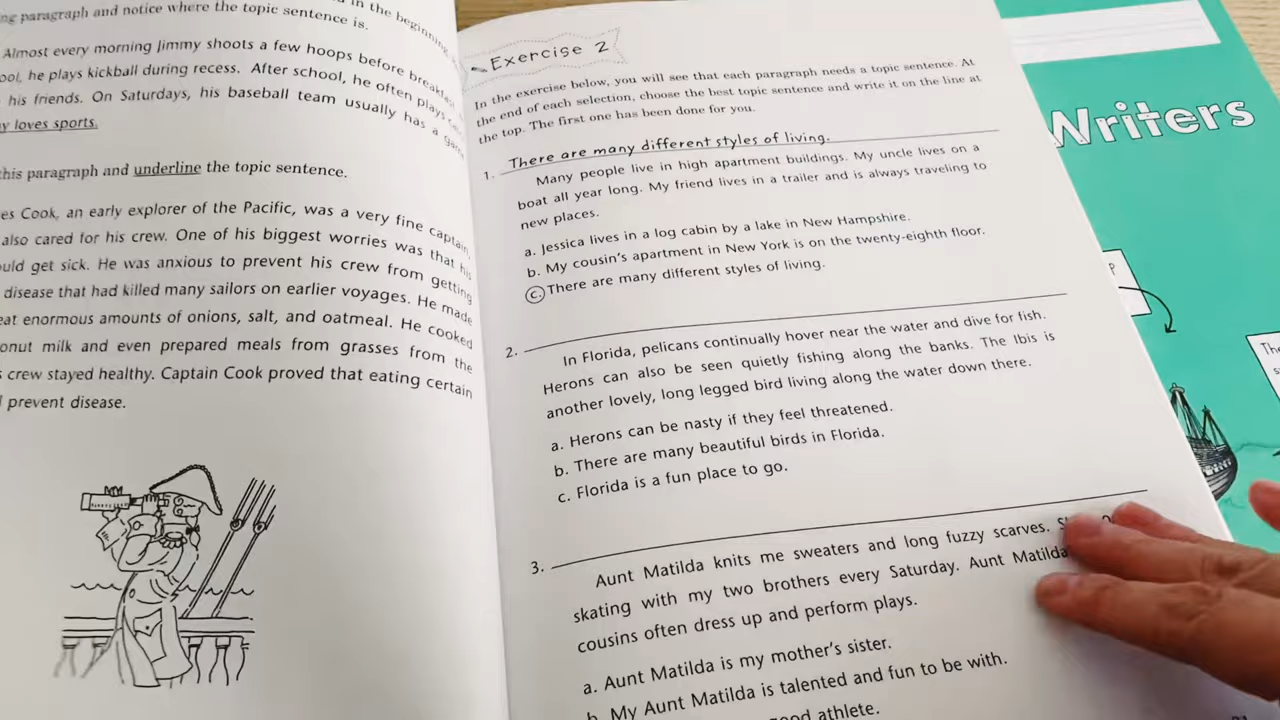 ng paragraph and notice where the topic sentence is.
in the beginning
Almost every morning Jimmy shoots a few hoops before breakfast
ool, he plays kickball during recess. After school, he often plays
his friends. On Saturdays, his baseball team usually has a game
y loves sports.
this paragraph and underline the topic sentence.
es Cook, an early explorer of the Pacific, was a very fine captain,
also cared for his crew. One of his biggest worries was that his
uld get sick. He was anxious to prevent his crew from getting
disease that had killed many sailors on earlier voyages. He made
eat enormous amounts of onions, salt, and oatmeal. He cooked
onut milk and even prepared meals from grasses from the
s crew stayed healthy. Captain Cook proved that eating certain
prevent disease.
Exercise 2
In the exercise below, you will see that each paragraph needs a topic sentence. At
the end of each selection, choose the best topic sentence and write it on the line at
the top. The first one has been done for you.
1. There are many different styles of living.
Many people live in high apartment buildings. My uncle lives on a
boat all year long. My friend lives in a trailer and is always traveling to
new places.
a. Jessica lives in a log cabin by a lake in New Hampshire.
b. My cousin's apartment in New York is on the twenty-eighth floor.
c. There are many different styles of living.
2.
In Florida, pelicans continually hover near the water and dive for fish.
Herons can also be seen quietly fishing along the banks. The Ibis is
another lovely, long legged bird living along the water down there.
a. Herons can be nasty if they feel threatened.
b. There are many beautiful birds in Florida.
c. Florida is a fun place to go.
3.
Aunt Matilda knits me sweaters and long fuzzy scarves.
skating with my two brothers every Saturday. Aunt Matilda
cousins often dress up and perform plays.
a. Aunt Matilda is my mother's sister.
b. My Aunt Matilda is talented and fun to be with.
good athlete.
Writers